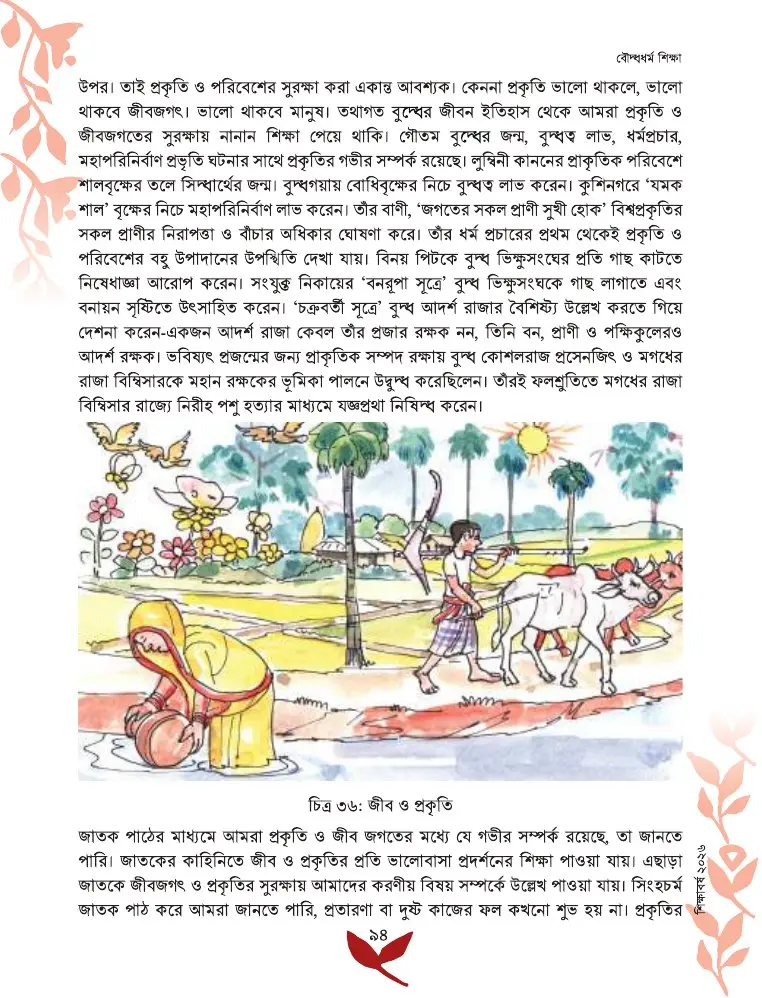 বৌদ্ধধর্ম শিক্ষা
উপর। তাই প্রকৃতি ও পরিবেশের সুরক্ষা করা একান্ত আবশ্যক। কেননা প্রকৃতি ভালো থাকলে, ভালো
থাকবে জীবজগৎ। ভালো থাকবে মানুষ। তথাগত বুদ্ধের জীবন ইতিহাস থেকে আমরা প্রকৃতি ও
জীবজগতের সুরক্ষায় নানান শিক্ষা পেয়ে থাকি। গৌতম বুদ্ধের জন্ম, বুদ্ধত্ব লাভ, ধর্মপ্রচার,
মহাপরিনির্বাণ প্রভৃতি ঘটনার সাথে প্রকৃতির গভীর সম্পর্ক রয়েছে। লুম্বিনী কাননের প্রাকৃতিক পরিবেশে
শালবৃক্ষের তলে সিদ্ধার্থের জন্ম। বুদ্ধগয়ায় বোধিবৃক্ষের নিচে বুদ্ধত্ব লাভ করেন। কুশিনগরে ‘যমক
শাল’ বৃক্ষের নিচে মহাপরিনির্বাণ লাভ করেন। তাঁর বাণী, ‘জগতের সকল প্রাণী সুখী হোক’ বিশ্বপ্রকৃতির
সকল প্রাণীর নিরাপত্তা ও বাঁচার অধিকার ঘোষণা করে। তাঁর ধর্ম প্রচারের প্রথম থেকেই প্রকৃতি ও
পরিবেশের বহু উপাদানের উপস্থিতি দেখা যায়। বিনয় পিটকে বুদ্ধ ভিক্ষুসংঘের প্রতি গাছ কাটতে
নিষেধাজ্ঞা আরোপ করেন। সংযুক্ত নিকায়ের ‘বনরূপা সূত্রে’ বুদ্ধ ভিক্ষুসংঘকে গাছ লাগাতে এবং
বনায়ন সৃষ্টিতে উৎসাহিত করেন। ‘চক্রবর্তী সূত্রে’ বুদ্ধ আদর্শ রাজার বৈশিষ্ট্য উল্লেখ করতে গিয়ে
দেশনা করেন-একজন আদর্শ রাজা কেবল তাঁর প্রজার রক্ষক নন, তিনি বন, প্রাণী ও পক্ষিকুলেরও
আদর্শ রক্ষক। ভবিষ্যৎ প্রজন্মের জন্য প্রাকৃতিক সম্পদ রক্ষায় বুদ্ধ কোশলরাজ প্রসেনজিৎ ও মগধের
রাজা বিম্বিসারকে মহান রক্ষকের ভূমিকা পালনে উদ্বুদ্ধ করেছিলেন। তাঁরই ফলশ্রুতিতে মগধের রাজা
বিম্বিসার রাজ্যে নিরীহ পশু হত্যার মাধ্যমে যজ্ঞপ্রথা নিষিদ্ধ করেন।
চিত্র ৩৬: জীব ও প্রকৃতি
জাতক পাঠের মাধ্যমে আমরা প্রকৃতি ও জীব জগতের মধ্যে যে গভীর সম্পর্ক রয়েছে, তা জানতে
পারি। জাতকের কাহিনিতে জীব ও প্রকৃতির প্রতি ভালোবাসা প্রদর্শনের শিক্ষা পাওয়া যায়। এছাড়া
জাতকে জীবজগৎ ও প্রকৃতির সুরক্ষায় আমাদের করণীয় বিষয় সম্পর্কে উল্লেখ পাওয়া যায়। সিংহচর্ম
জাতক পাঠ করে আমরা জানতে পারি, প্রতারণা বা দুষ্ট কাজের ফল কখনো শুভ হয় না। প্রকৃতির
শিক্ষাবর্ষ ২০২৬
৯৪